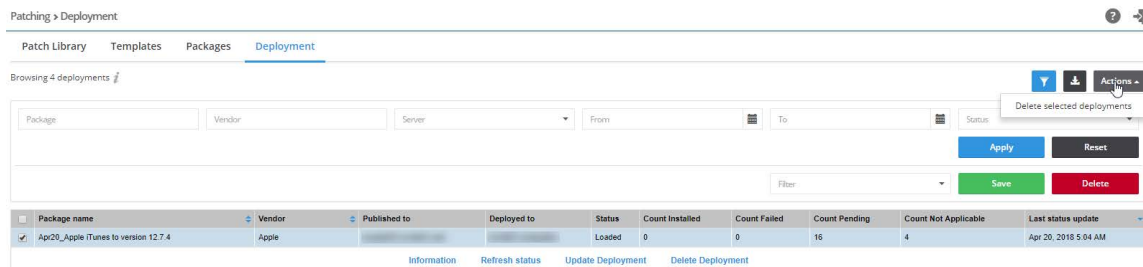 Patching > Deployment
Patch Library Templates Packages Deployment
Browsing 4 deployments i
Actions
Delete selected deployments
Package Vendor Server From To Status
Apply Reset
Filter Save Delete
Package name Vendor Published to Deployed to Status Count Installed Count Failed Count Pending Count Not Applicable Last status update
Apr20_Apple iTunes to version 12.7.4 Apple Loaded 0 0 16 4 Apr 20, 2018 5:04 AM
Information Refresh status Update Deployment Delete Deployment